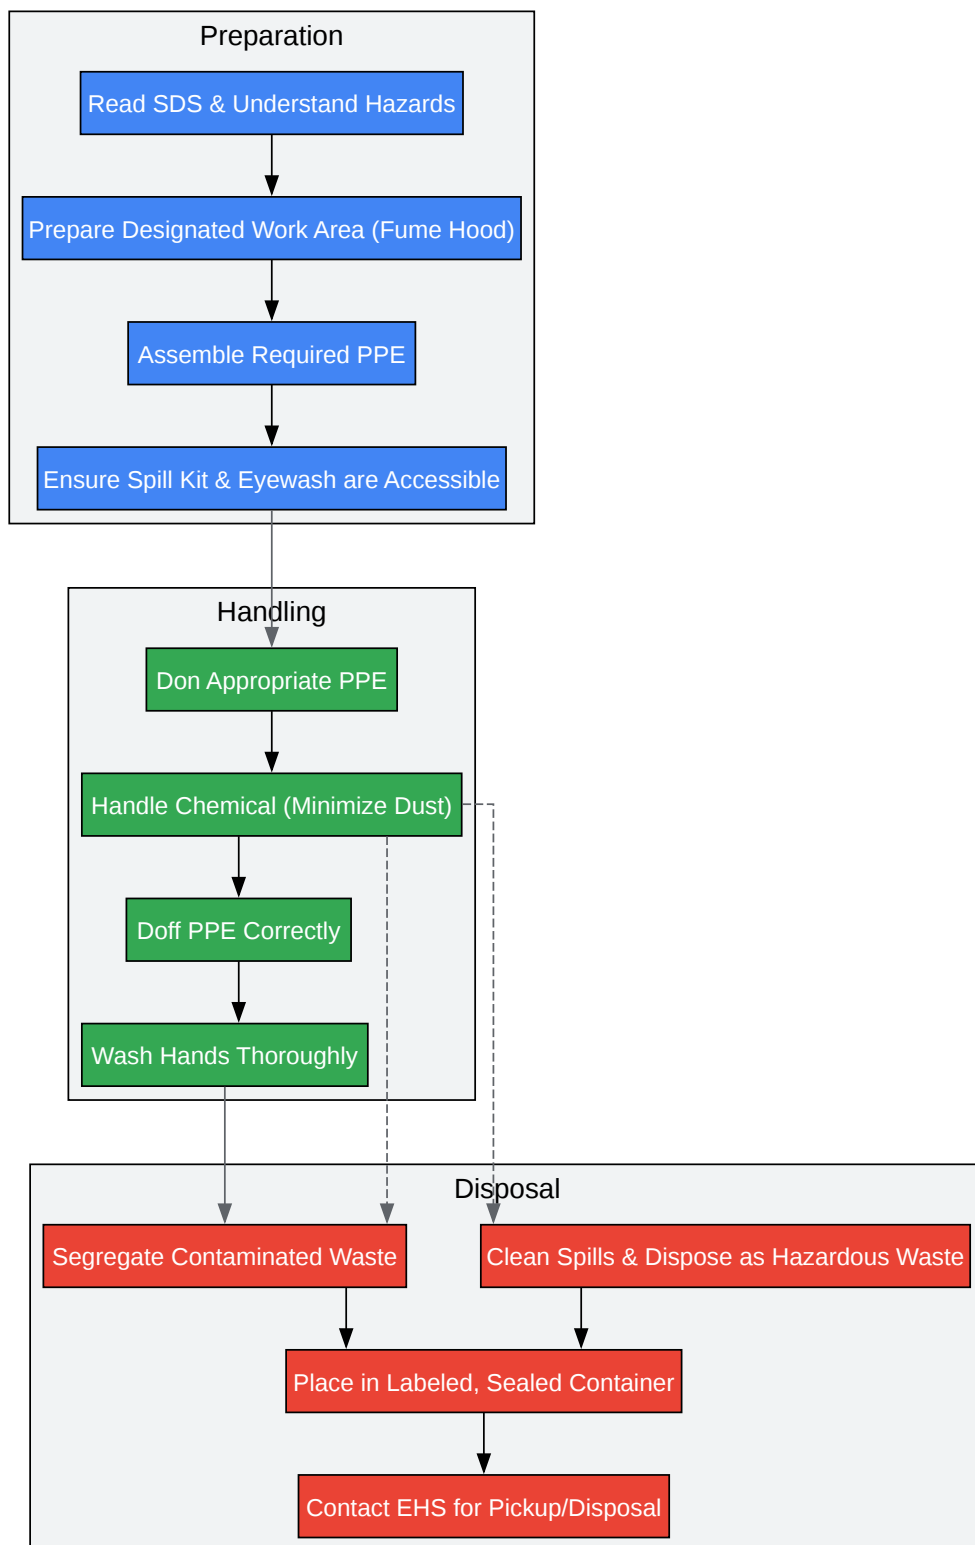 Preparation
Read SDS & Understand Hazards
Prepare Designated Work Area (Fume Hood)
Assemble Required PPE
Ensure Spill Kit & Eyewash are Accessible
Handling
Don Appropriate PPE
Handle Chemical (Minimize Dust)
Doff PPE Correctly
Wash Hands Thoroughly
Disposal
Segregate Contaminated Waste
Clean Spills & Dispose as Hazardous Waste
Place in Labeled, Sealed Container
Contact EHS for Pickup/Disposal